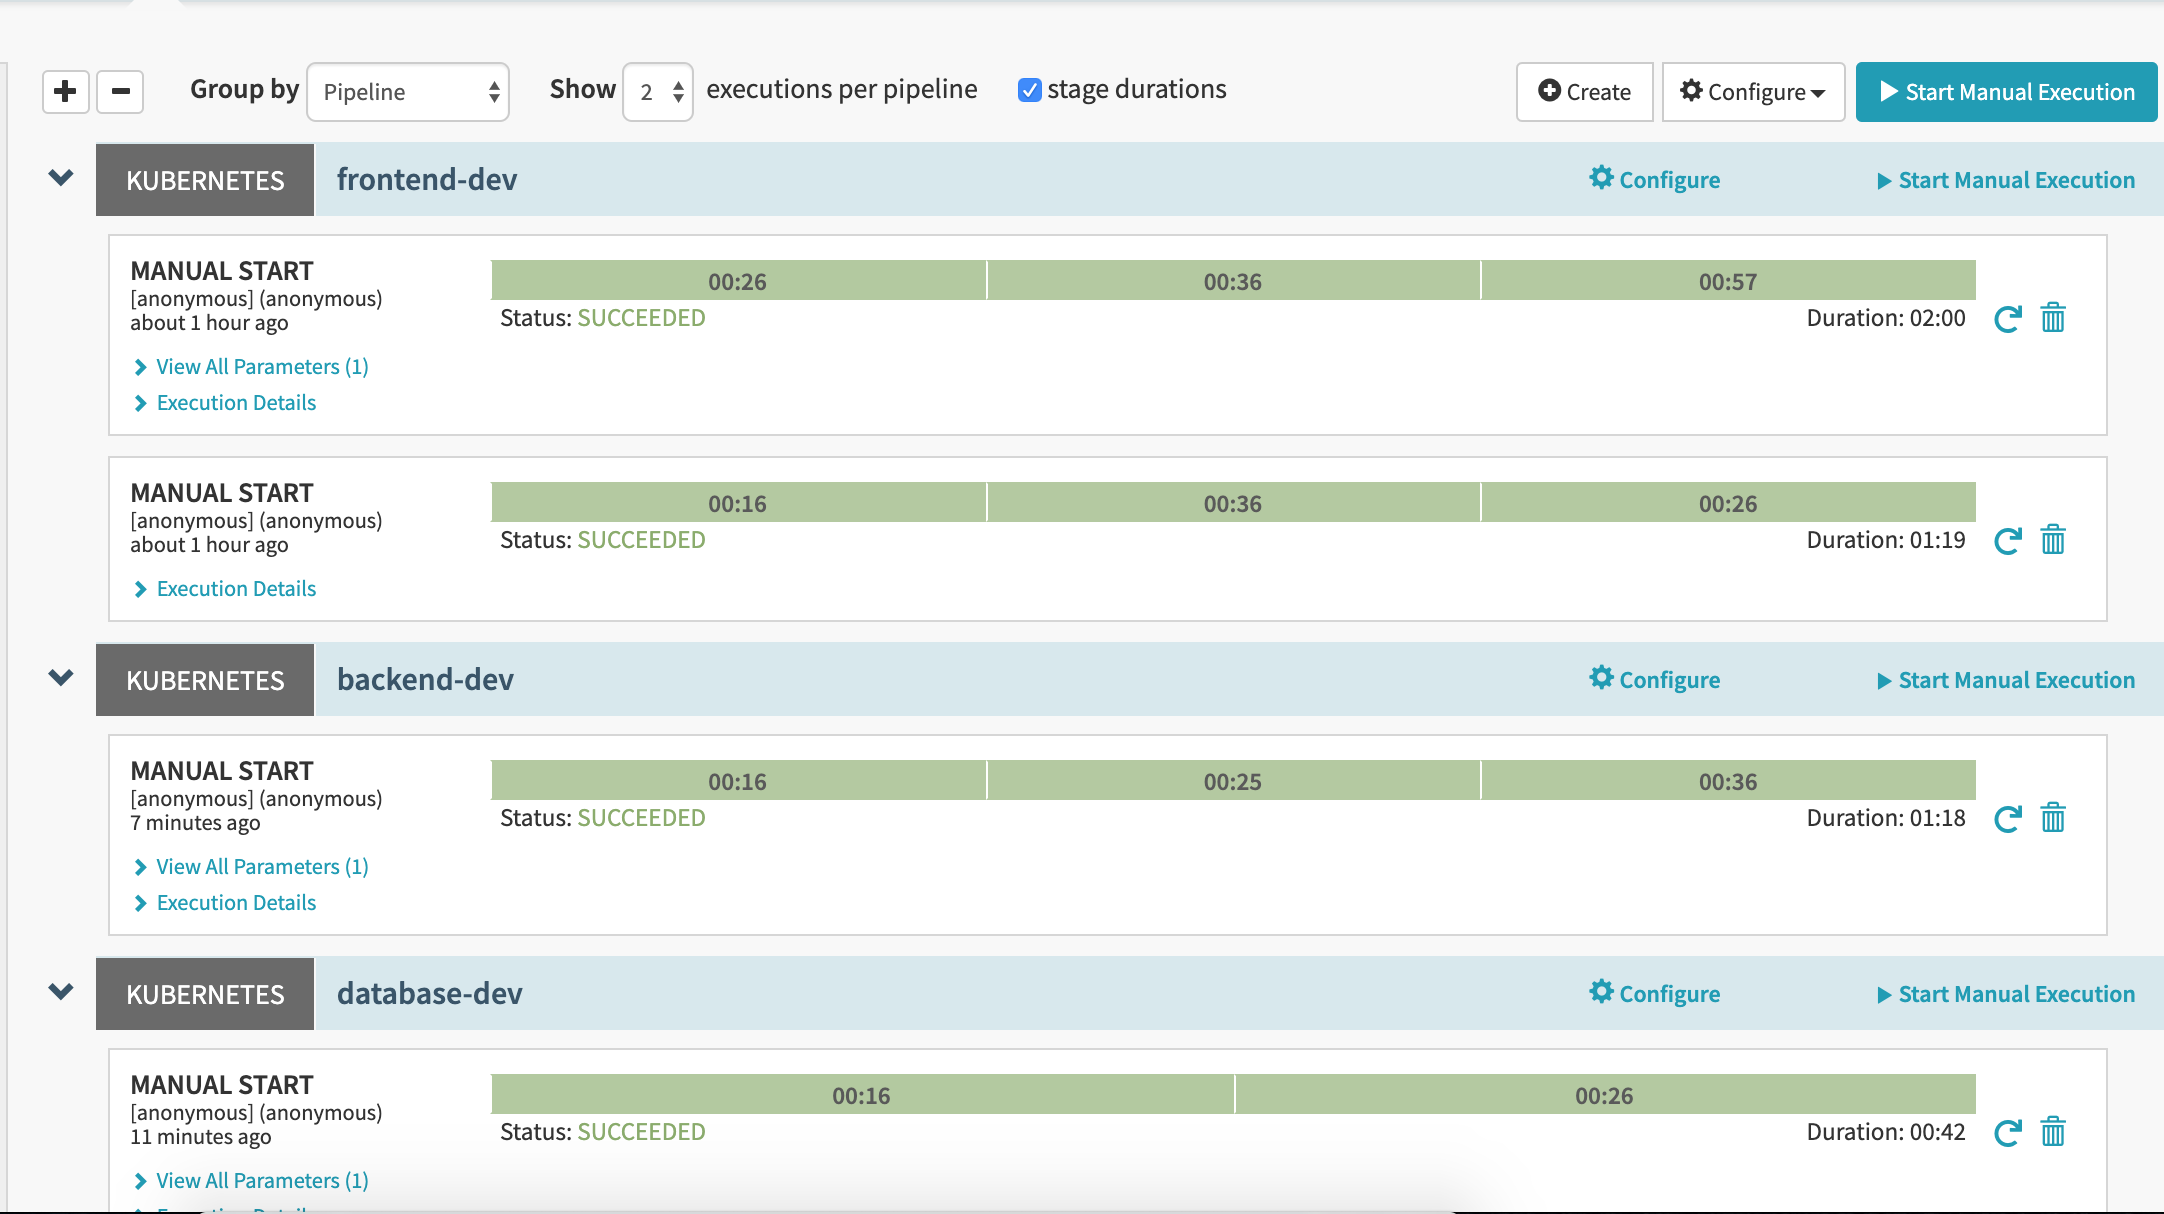 Group by Pipeline Show 2 executions per pipeline stage durations Create Configure Start Manual Execution
KUBERNETES frontend-dev Configure Start Manual Execution
MANUAL START
[anonymous] (anonymous)
about 1 hour ago
00:26 00:36 00:57
Status: SUCCEEDED Duration: 02:00
View All Parameters (1)
Execution Details
MANUAL START
[anonymous] (anonymous)
about 1 hour ago
00:16 00:36 00:26
Status: SUCCEEDED Duration: 01:19
Execution Details
KUBERNETES backend-dev Configure Start Manual Execution
MANUAL START
[anonymous] (anonymous)
7 minutes ago
00:16 00:25 00:36
Status: SUCCEEDED Duration: 01:18
View All Parameters (1)
Execution Details
KUBERNETES database-dev Configure Start Manual Execution
MANUAL START
[anonymous] (anonymous)
11 minutes ago
00:16 00:26
Status: SUCCEEDED Duration: 00:42
View All Parameters (1)